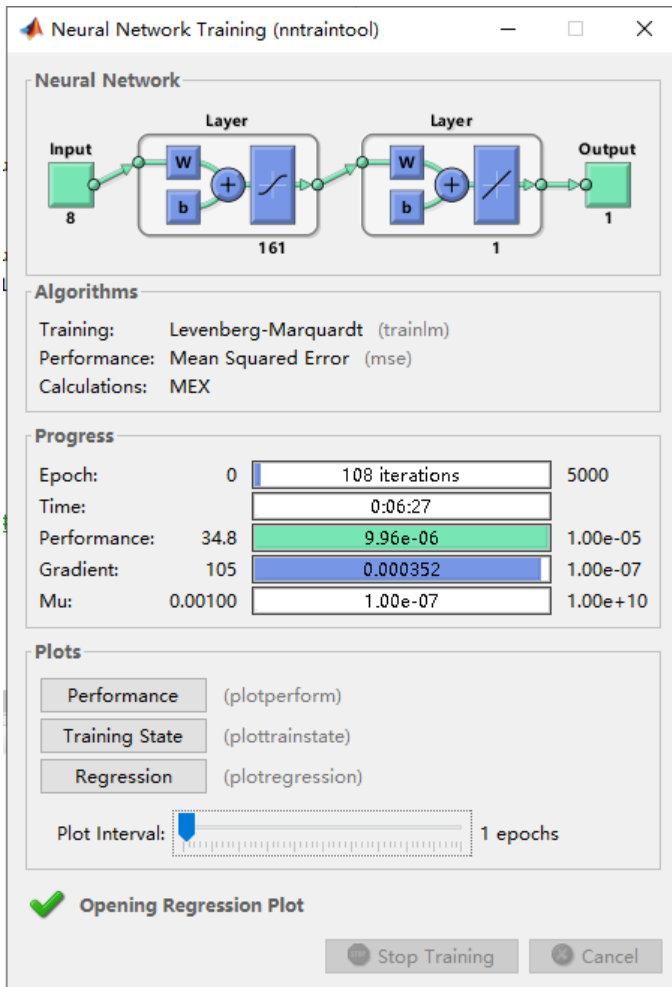 Neural Network Training (nntraintool)
Neural Network
Layer Layer
Input W b + W b + Output
8 161 1 1
Algorithms
Training: Levenberg-Marquardt (trainlm)
Performance: Mean Squared Error (mse)
Calculations: MEX
Progress
Epoch: 0 108 iterations 5000
Time: 0:06:27
Performance: 34.8 9.96e-06 1.00e-05
Gradient: 105 0.000352 1.00e-07
Mu: 0.00100 1.00e-07 1.00e+10
Plots
Performance (plotperform)
Training State (plottrainstate)
Regression (plotregression)
Plot Interval: 1 epochs
Opening Regression Plot
Stop Training Cancel